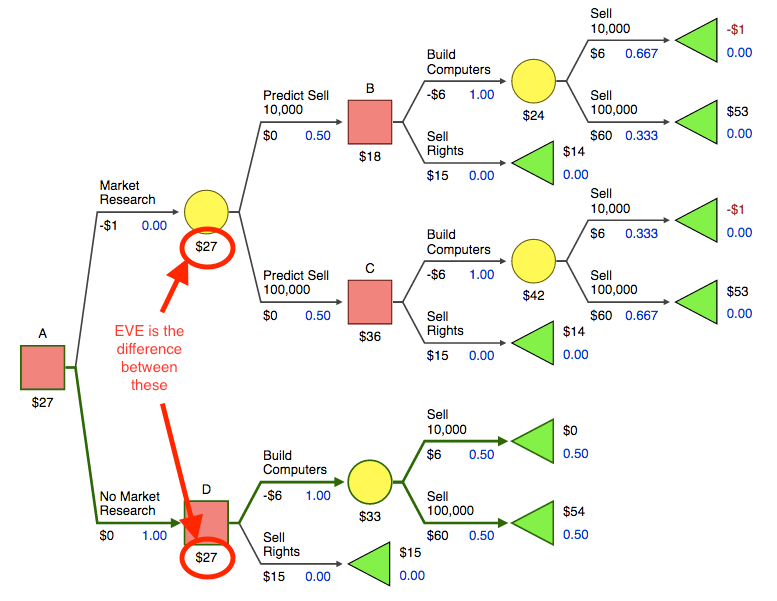 Sell
10,000
$6 0.667
-$1
0.00
Build
Computers
-$6 1.00
$24
Sell
100,000
$60 0.333
$53
0.00
Predict Sell
10,000
$0 0.50
B
$18
Sell
Rights
$15 0.00
$14
0.00
Market
Research
-$1 0.00
$27
Sell
10,000
$6 0.333
-$1
0.00
Build
Computers
-$6 1.00
$42
Sell
100,000
$60 0.667
$53
0.00
Predict Sell
100,000
$0 0.50
C
$36
Sell
Rights
$15 0.00
$14
0.00
EVE is the
difference
between
these
A
$27
No Market
Research
$0 1.00
D
$27
Build
Computers
-$6 1.00
$33
Sell
10,000
$6 0.50
$0
0.50
Sell
100,000
$60 0.50
$54
0.50
Sell
Rights
$15 0.00
$15
0.00